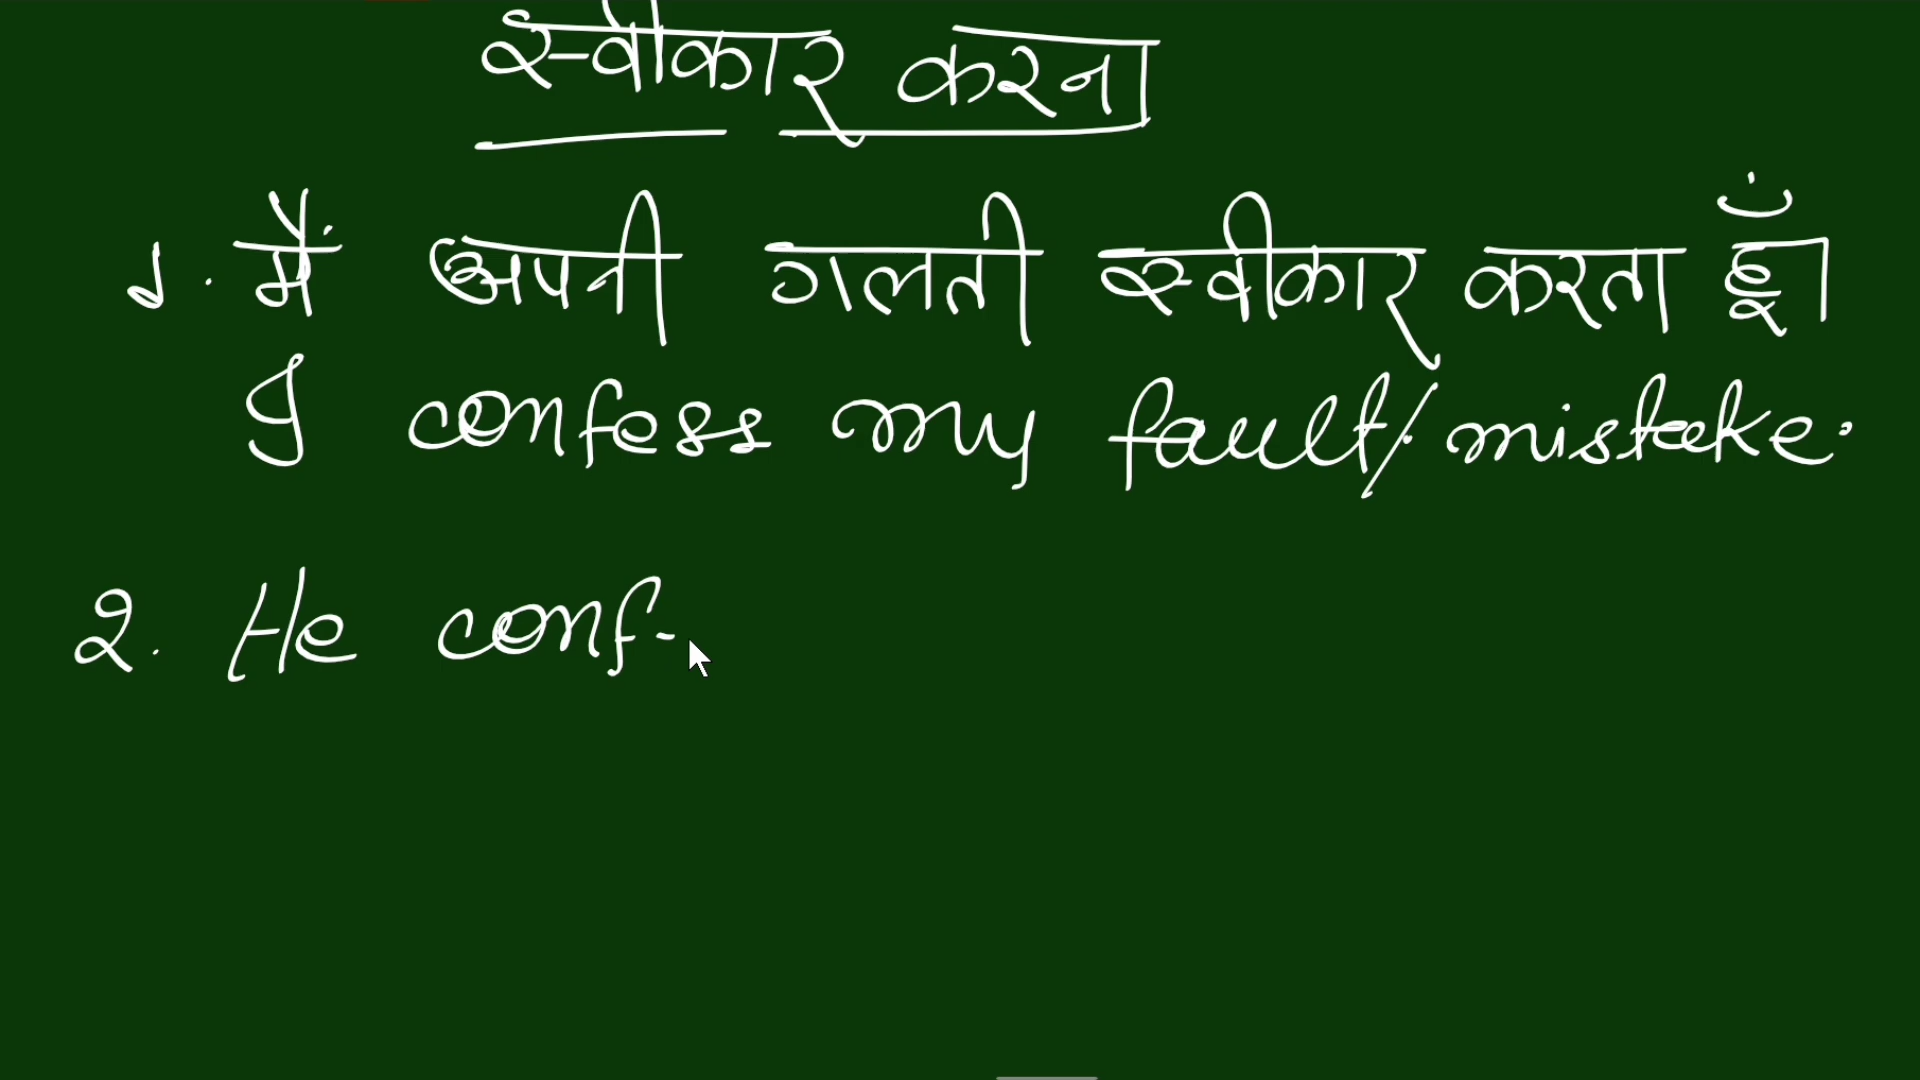 स्वीकार करना
1. मैं अपनी गलती स्वीकार करता हूँ।
I confess my fault/mistake.
2. He conf-